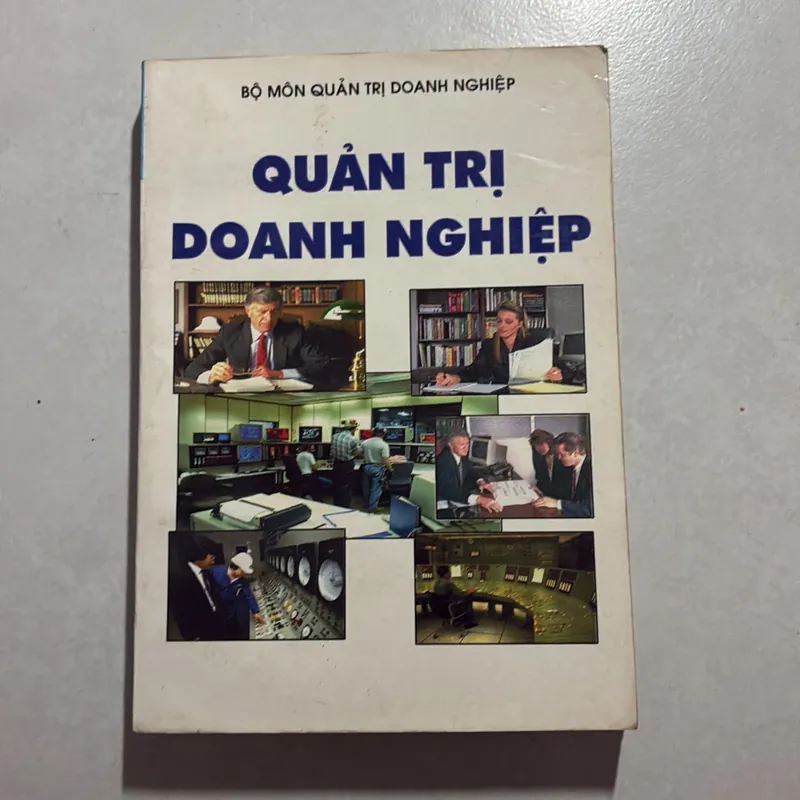 BỘ MÔN QUẢN TRỊ DOANH NGHIỆP
QUẢN TRỊ
DOANH NGHIỆP